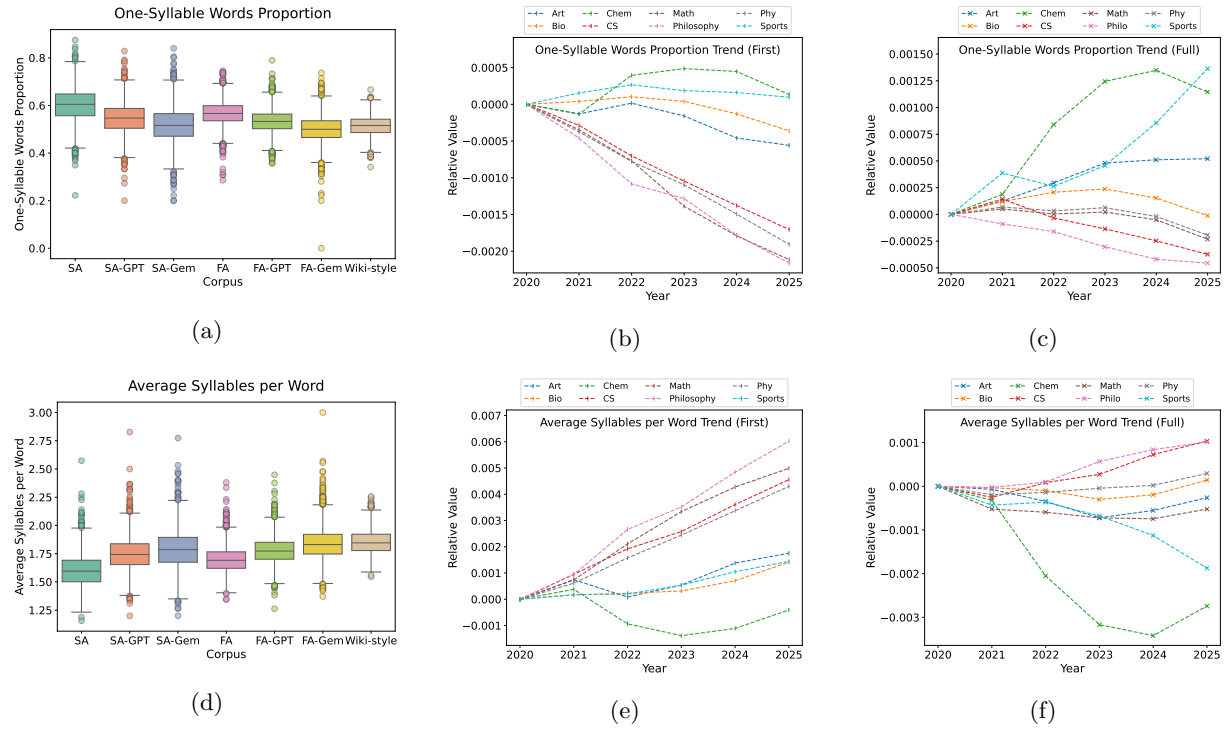 One-Syllable Words Proportion
One-Syllable Words Proportion
0.8
0.6
0.4
0.2
0.0
SA SA-GPT SA-Gem FA FA-GPT FA-Gem Wiki-style
Corpus
(a)
Art Chem Math Phy
Bio CS Philosophy Sports
One-Syllable Words Proportion Trend (First)
Relative Value
0.0005
0.0000
−0.0005
−0.0010
−0.0015
−0.0020
2020 2021 2022 2023 2024 2025
Year
(b)
Art Chem Math Phy
Bio CS Philo Sports
One-Syllable Words Proportion Trend (Full)
Relative Value
0.00150
0.00125
0.00100
0.00075
0.00050
0.00025
0.00000
−0.00025
−0.00050
2020 2021 2022 2023 2024 2025
Year
(c)
Average Syllables per Word
Average Syllables per Word
3.00
2.75
2.50
2.25
2.00
1.75
1.50
1.25
SA SA-GPT SA-Gem FA FA-GPT FA-Gem Wiki-style
Corpus
(d)
Art Chem Math Phy
Bio CS Philosophy Sports
Average Syllables per Word Trend (First)
Relative Value
0.007
0.006
0.005
0.004
0.003
0.002
0.001
0.000
−0.001
2020 2021 2022 2023 2024 2025
Year
(e)
Art Chem Math Phy
Bio CS Philo Sports
Average Syllables per Word Trend (Full)
Relative Value
0.001
0.000
−0.001
−0.002
−0.003
2020 2021 2022 2023 2024 2025
Year
(f)